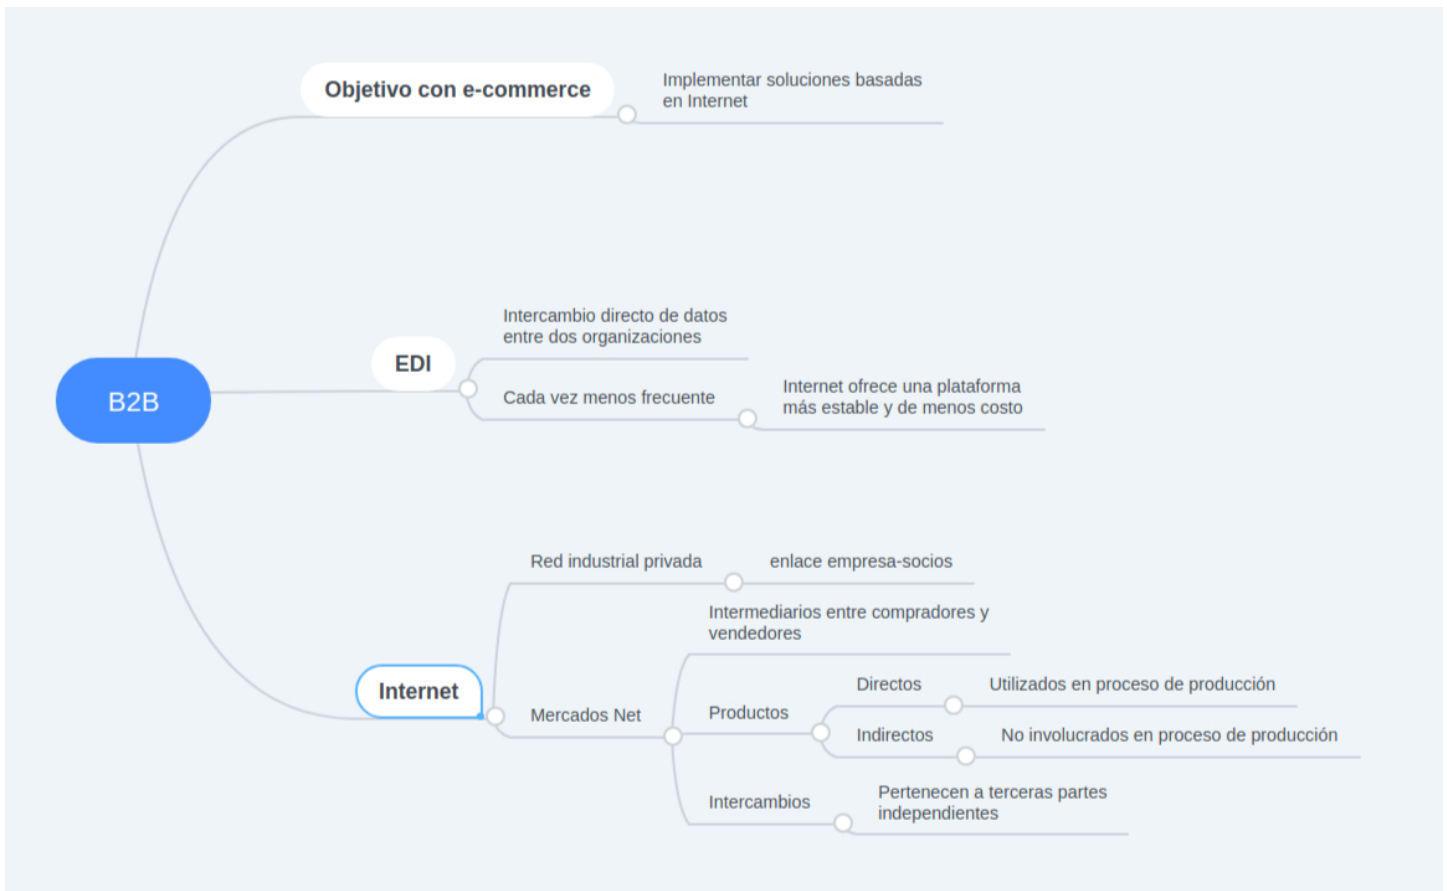 Objetivo con e-commerce
Implementar soluciones basadas
en Internet
B2B
EDI
Intercambio directo de datos
entre dos organizaciones
Cada vez menos frecuente
Internet ofrece una plataforma
más estable y de menos costo
Internet
Red industrial privada
enlace empresa-socios
Mercados Net
Intermediarios entre compradores y
vendedores
Productos
Directos
Utilizados en proceso de producción
Indirectos
No involucrados en proceso de producción
Intercambios
Pertenecen a terceras partes
independientes